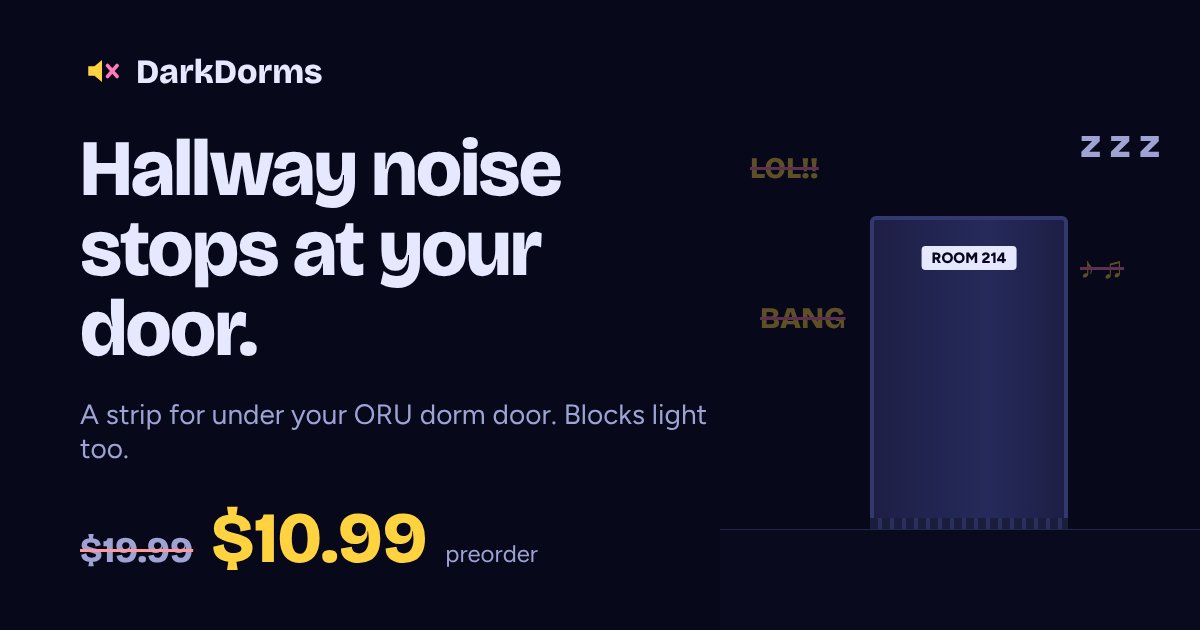 DarkDorms
Hallway noise
stops at your
door.
A strip for under your ORU dorm door. Blocks light
too.
$19.99 $10.99 preorder
z z z
LOL!!
ROOM 214
♪ ♫
BANG